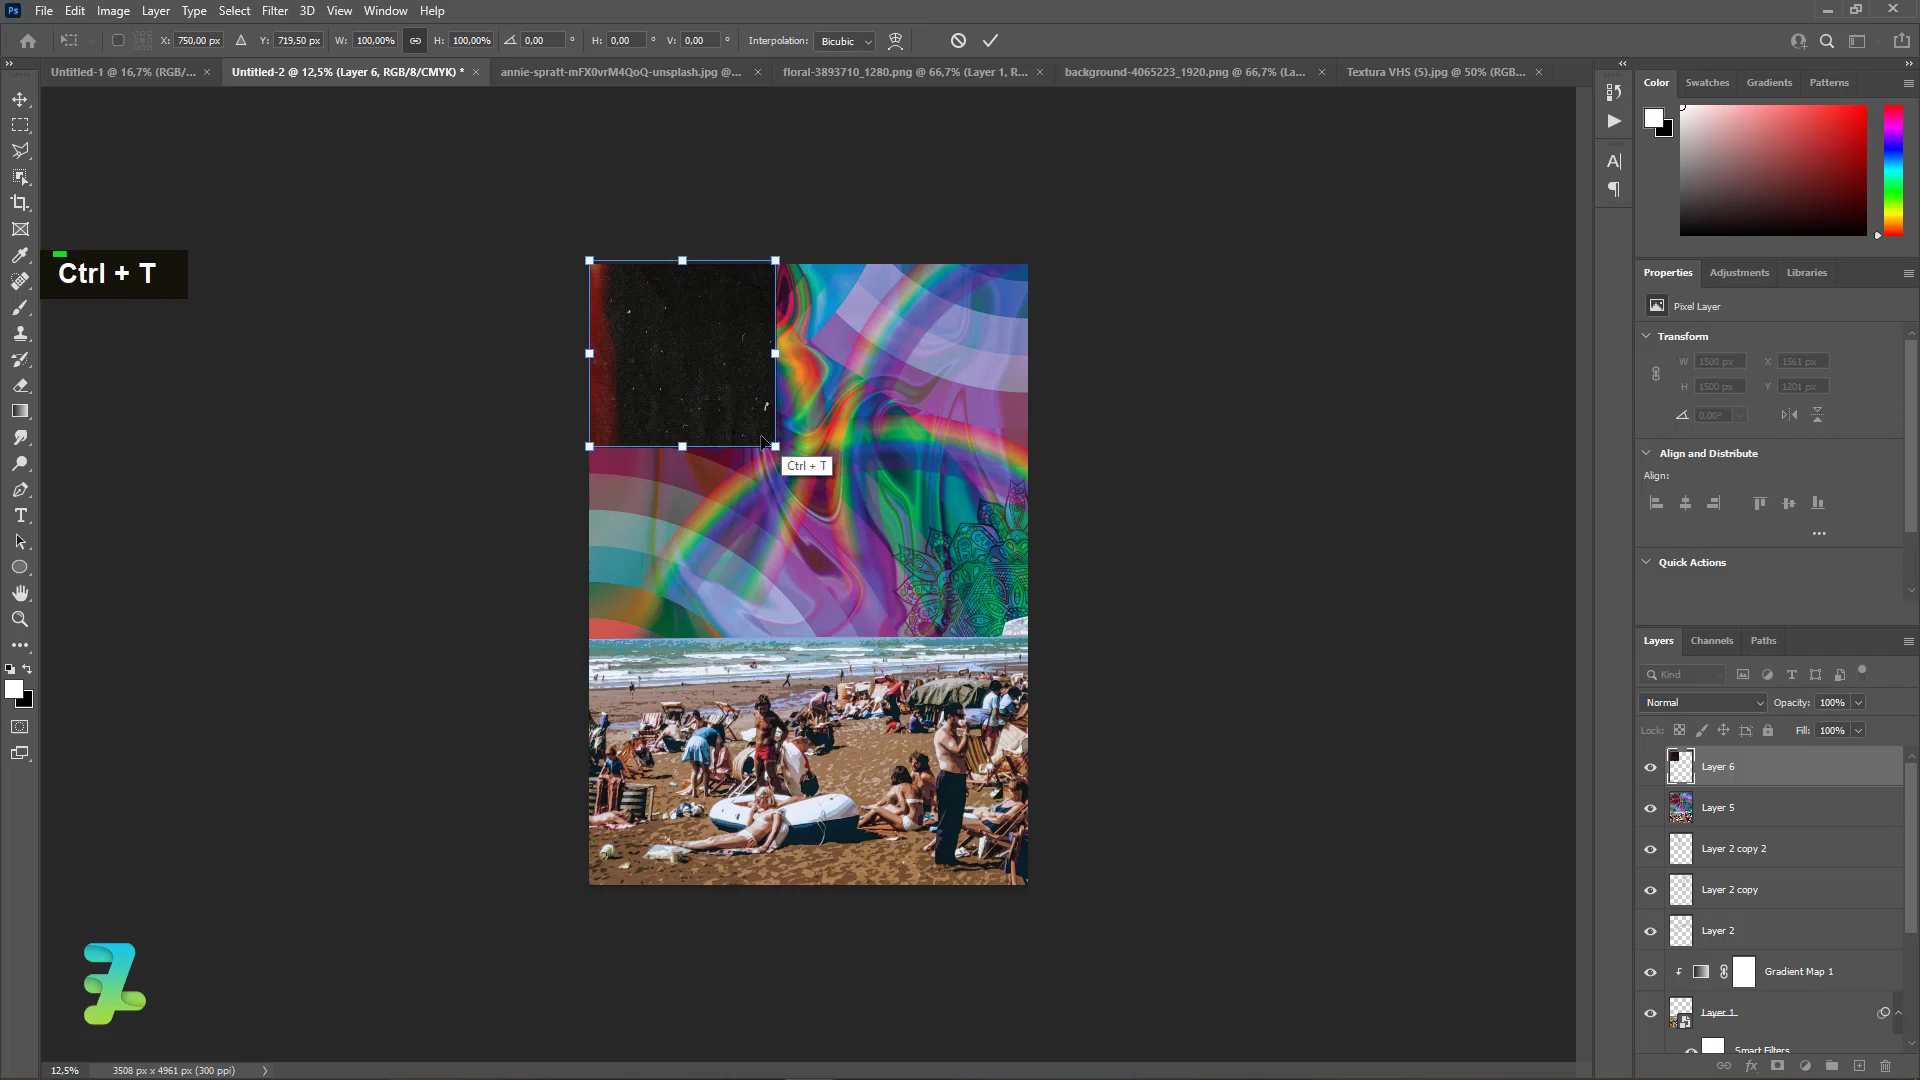 Ps File Edit Image Layer Type Select Filter 3D View Window Help
X: 750,00 px Y: 719,50 px W: 100,00% H: 100,00% 0,00 ° H: 0,00 ° V: 0,00 ° Interpolation: Bicubic
Untitled-1 @ 16,7% (RGB/... × Untitled-2 @ 12,5% (Layer 6, RGB/8/CMYK) * × annie-spratt-mFX0vrM4QoQ-unsplash.jpg @... × floral-3893710_1280.png @ 66,7% (Layer 1, R... × background-4065223_1920.png @ 66,7% (La... × Textura VHS (5).jpg @ 50% (RGB... ×
Color Swatches Gradients Patterns
Ctrl + T
Ctrl + T
Properties Adjustments Libraries
Pixel Layer
Transform
W 1500 px X 1561 px
H 1500 px Y 1201 px
0,00°
Align and Distribute
Align:
Quick Actions
Layers Channels Paths
Kind
Normal Opacity: 100%
Lock: Fill: 100%
Layer 6
Layer 5
Layer 2 copy 2
Layer 2 copy
Layer 2
Gradient Map 1
Layer 1
Smart Filters
12,5% 3508 px x 4961 px (300 ppi)